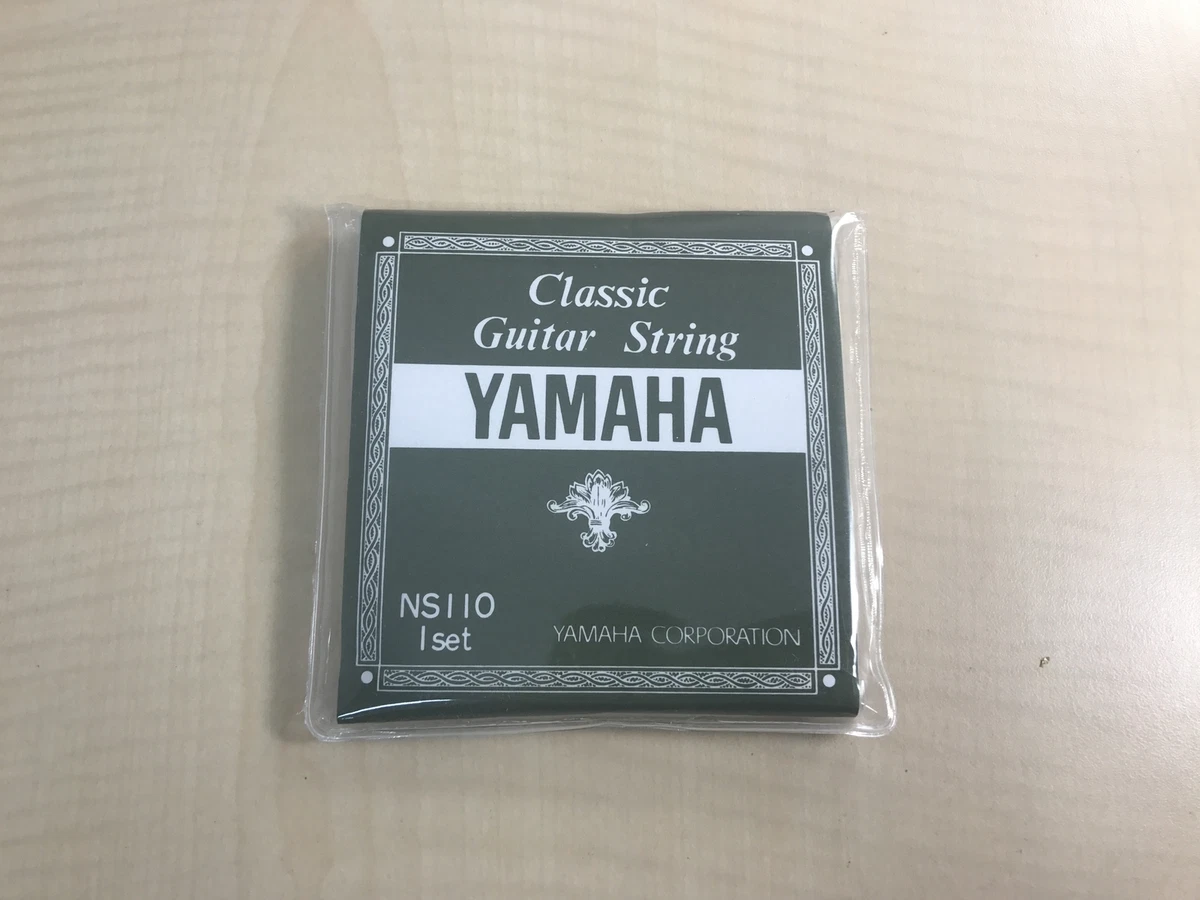 Classic
Guitar String
YAMAHA
NS110
1set
YAMAHA CORPORATION